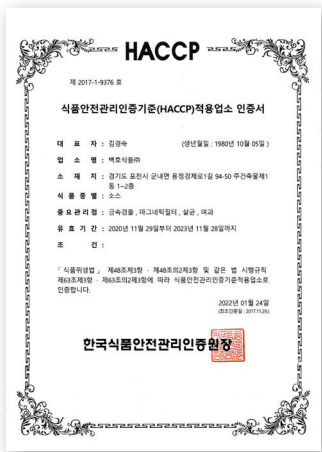 HACCP
제 2017-1-9376 호
식품안전관리인증기준(HACCP)적용업소 인증서
대 표 자 : 김경숙 (생년월일 : 1980년 10월 05일 )
업 소 명 : 백호식품㈜
소 재 지 : 경기도 포천시 군내면 용정경제로1길 94-50 주건축물제1
동 1~2층
식 품 종 별 : 소스
중요관리점 : 금속검출 , 마그네틱필터 , 살균 , 여과
유 효 기 간 : 2020년 11월 29일부터 2023년 11월 28일까지
조 건 :
「 식품위생법 」 제48조제3항ㆍ제48조의2제3항 및 같은 법 시행규칙
제63조제3항ㆍ제63조의2제3항에 따라 식품안전관리인증기준적용업소로
인증합니다.
2022년 01월 24일
(최초인증일 : 2017.11.29.)
한국식품안전관리인증원장